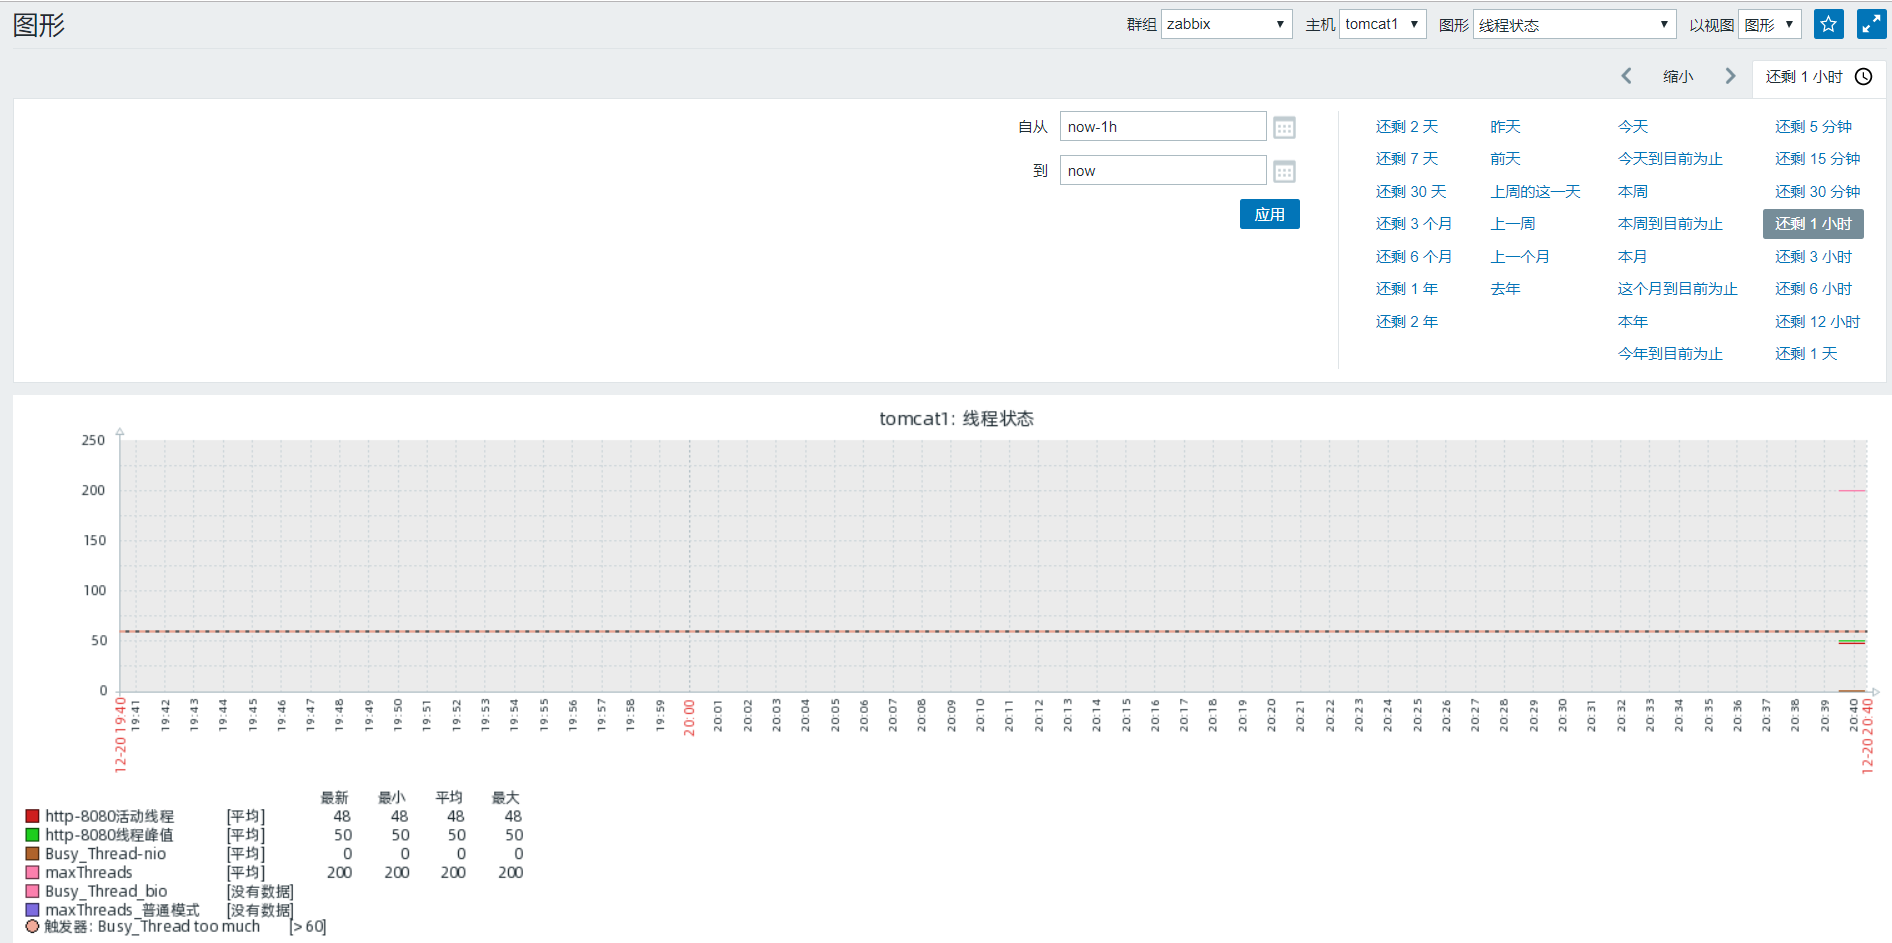 图形
群组 zabbix 主机 tomcat1 图形 线程状态 以视图 图形
缩小 还剩 1 小时
自从 now-1h
到 now
应用
还剩 2 天 昨天 今天 还剩 5 分钟
还剩 7 天 前天 今天到目前为止 还剩 15 分钟
还剩 30 天 上周的这一天 本周 还剩 30 分钟
还剩 3 个月 上一周 本周到目前为止 还剩 1 小时
还剩 6 个月 上一个月 本月 还剩 3 小时
还剩 1 年 去年 这个月到目前为止 还剩 6 小时
还剩 2 年 本年 还剩 12 小时
今年到目前为止 还剩 1 天
tomcat1: 线程状态
250
200
150
100
50
0
12-20 19:40 19:41 19:42 19:43 19:44 19:45 19:46 19:47 19:48 19:49 19:50 19:51 19:52 19:53 19:54 19:55 19:56 19:57 19:58 19:59 20:00 20:01 20:02 20:03 20:04 20:05 20:06 20:07 20:08 20:09 20:10 20:11 20:12 20:13 20:14 20:15 20:16 20:17 20:18 20:19 20:20 20:21 20:22 20:23 20:24 20:25 20:26 20:27 20:28 20:29 20:30 20:31 20:32 20:33 20:34 20:35 20:36 20:37 20:38 20:39 20:40 12-20 20:40
最新 最小 平均 最大
http-8080活动线程 [平均] 48 48 48 48
http-8080线程峰值 [平均] 50 50 50 50
Busy_Thread-nio [平均] 0 0 0 0
maxThreads [平均] 200 200 200 200
Busy_Thread_bio [没有数据]
maxThreads_普通模式 [没有数据]
触发器: Busy_Thread too much [> 60]